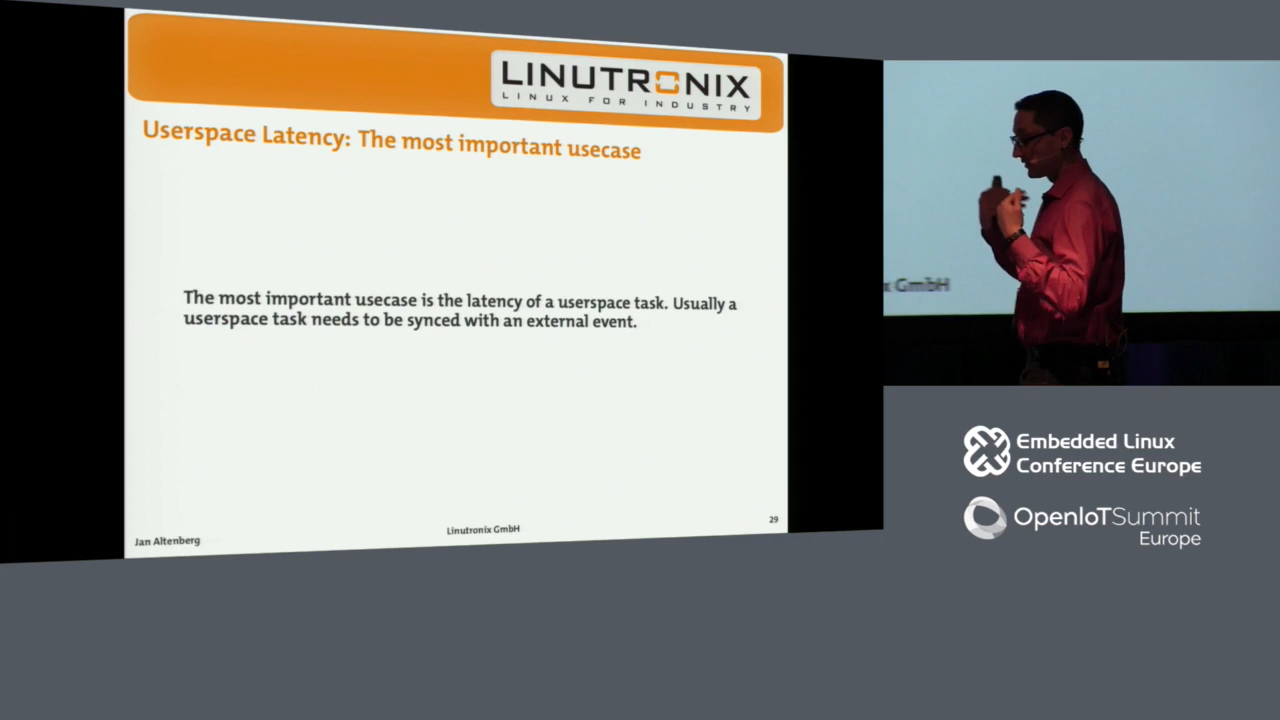 LINUTRONIX
LINUX FOR INDUSTRY
Userspace Latency: The most important usecase
The most important usecase is the latency of a userspace task. Usually a
userspace task needs to be synced with an external event.
29
Linutronix GmbH
Jan Altenberg
x GmbH
Embedded Linux
Conference Europe
OpenIoTSummit
Europe